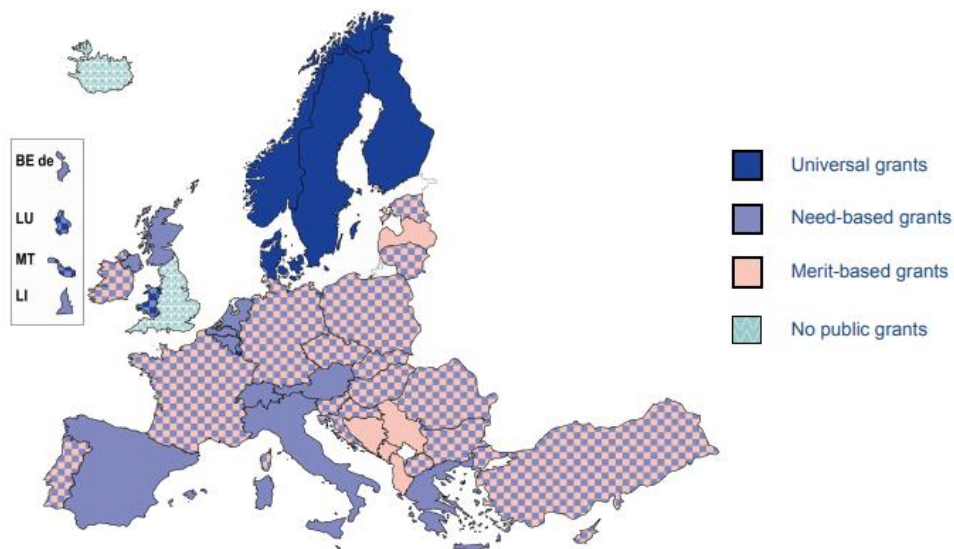 BE de
LU
MT
LI
Universal grants
Need-based grants
Merit-based grants
No public grants